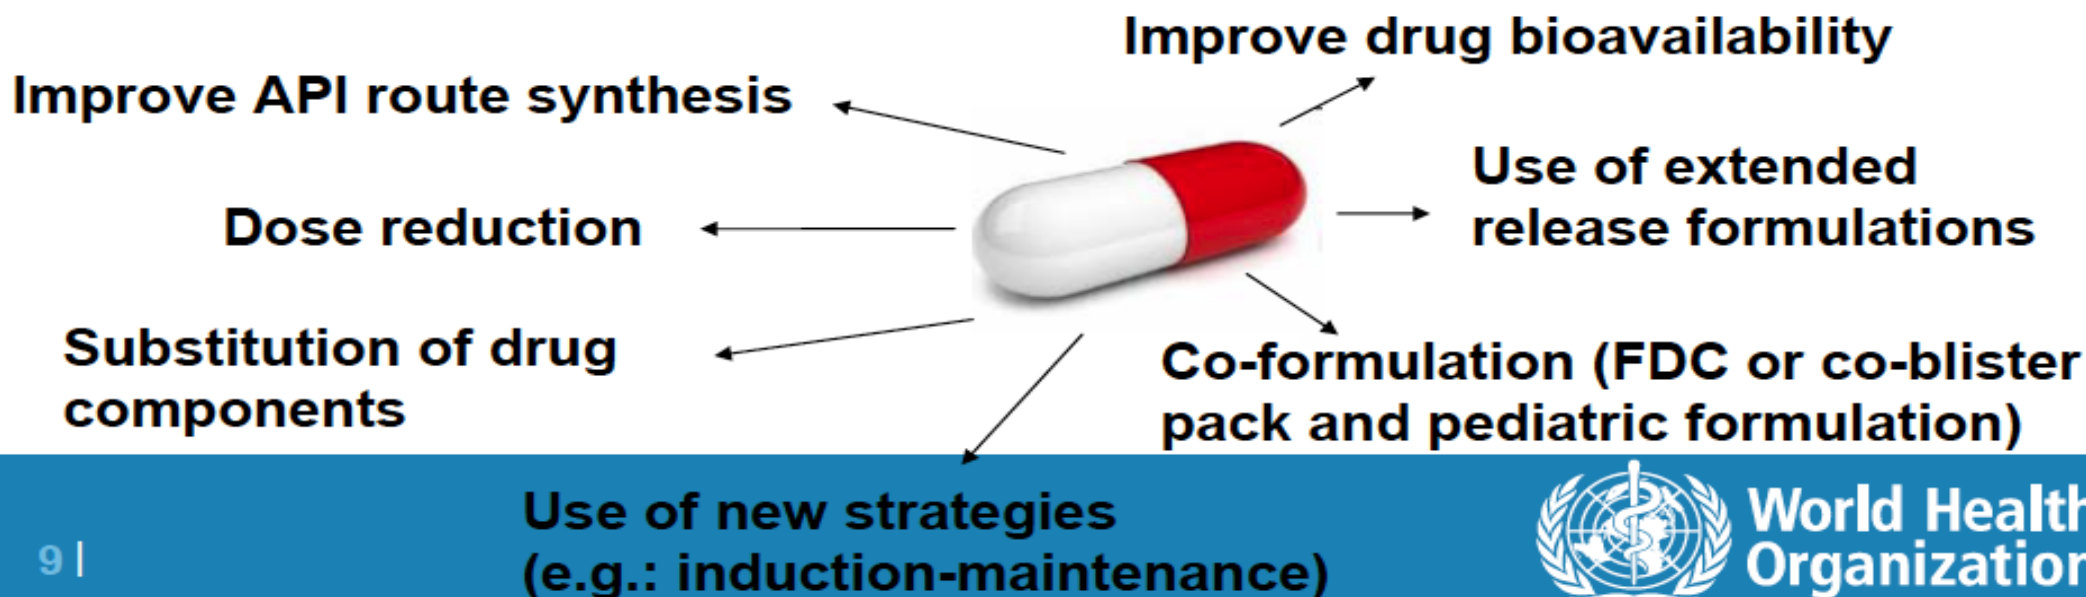 Improve drug bioavailability
Improve API route synthesis
Use of extended
release formulations
Dose reduction
Substitution of drug
components
Co-formulation (FDC or co-blister
pack and pediatric formulation)
Use of new strategies
(e.g.: induction-maintenance)
9 |
World Health
Organization